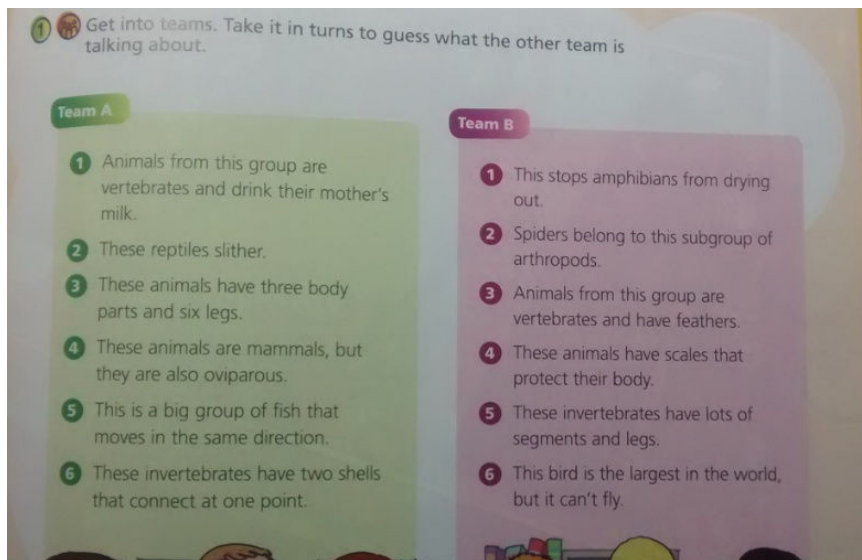 1 Get into teams. Take it in turns to guess what the other team is
talking about.
Team A
1 Animals from this group are
vertebrates and drink their mother's
milk.
2 These reptiles slither.
3 These animals have three body
parts and six legs.
4 These animals are mammals, but
they are also oviparous.
5 This is a big group of fish that
moves in the same direction.
6 These invertebrates have two shells
that connect at one point.
Team B
1 This stops amphibians from drying
out.
2 Spiders belong to this subgroup of
arthropods.
3 Animals from this group are
vertebrates and have feathers.
4 These animals have scales that
protect their body.
5 These invertebrates have lots of
segments and legs.
6 This bird is the largest in the world,
but it can't fly.